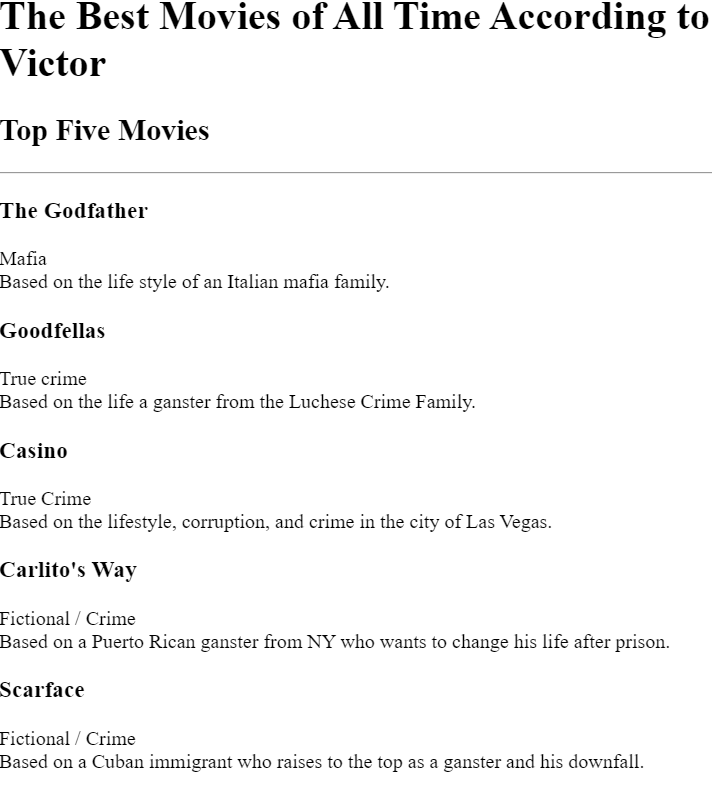 The Best Movies of All Time According to
Victor
Top Five Movies
The Godfather
Mafia
Based on the life style of an Italian mafia family.
Goodfellas
True crime
Based on the life a ganster from the Luchese Crime Family.
Casino
True Crime
Based on the lifestyle, corruption, and crime in the city of Las Vegas.
Carlito's Way
Fictional / Crime
Based on a Puerto Rican ganster from NY who wants to change his life after prison.
Scarface
Fictional / Crime
Based on a Cuban immigrant who raises to the top as a ganster and his downfall.